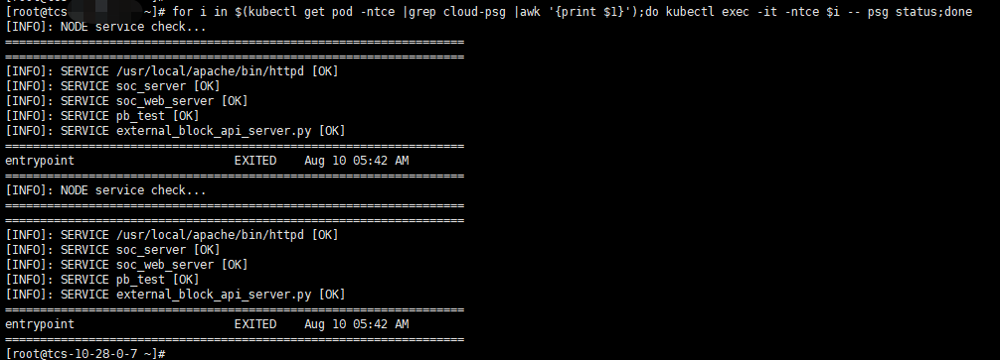 [root@tcs ~]# for i in $(kubectl get pod -ntce |grep cloud-psg |awk '{print $1}');do kubectl exec -it -ntce $i -- psg status;done
[INFO]: NODE service check...
==================================================================
==================================================================
[INFO]: SERVICE /usr/local/apache/bin/httpd [OK]
[INFO]: SERVICE soc_server [OK]
[INFO]: SERVICE soc_web_server [OK]
[INFO]: SERVICE pb_test [OK]
[INFO]: SERVICE external_block_api_server.py [OK]
==================================================================
entrypoint                       EXITED    Aug 10 05:42 AM
==================================================================
[INFO]: NODE service check...
==================================================================
==================================================================
[INFO]: SERVICE /usr/local/apache/bin/httpd [OK]
[INFO]: SERVICE soc_server [OK]
[INFO]: SERVICE soc_web_server [OK]
[INFO]: SERVICE pb_test [OK]
[INFO]: SERVICE external_block_api_server.py [OK]
==================================================================
entrypoint                       EXITED    Aug 10 05:42 AM
==================================================================
[root@tcs-10-28-0-7 ~]#